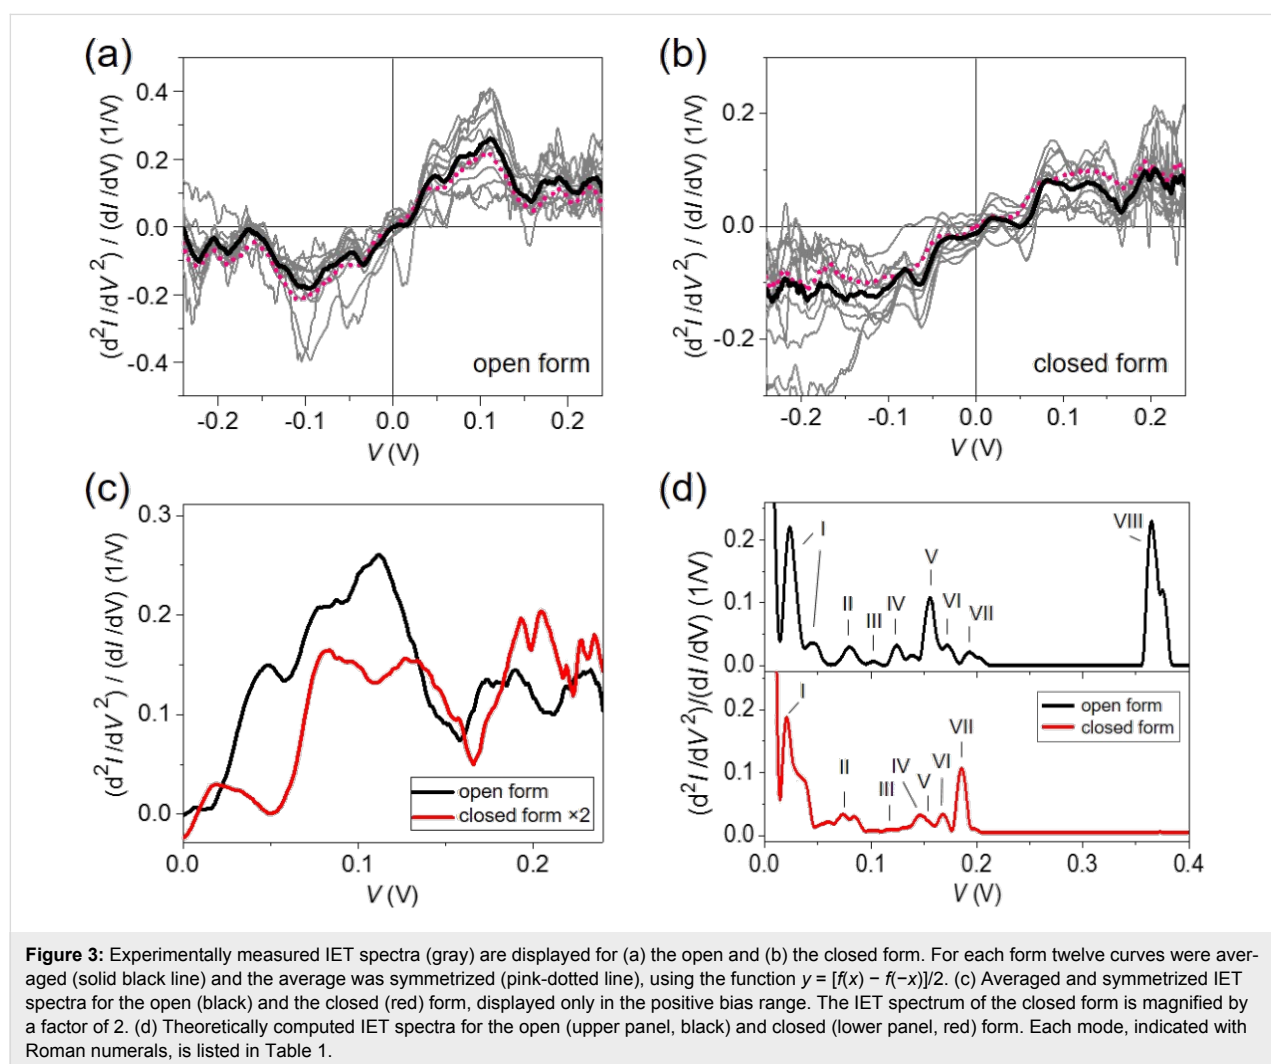 (a)
(d²I/dV²) / (dI/dV) (1/V)
0.4
0.2
0.0
-0.2
-0.4
open form
-0.2
-0.1
0.0
0.1
0.2
V (V)
(b)
(d²I/dV²) / (dI/dV) (1/V)
0.2
0.0
-0.2
closed form
-0.2
-0.1
0.0
0.1
0.2
V (V)
(c)
(d²I/dV²) / (dI/dV) (1/V)
0.3
0.2
0.1
0.0
open form
closed form ×2
0.0
0.1
0.2
V (V)
(d)
(d²I/dV²)/(dI/dV) (1/V)
0.2
0.1
0.0
I
II
III
IV
V
VI
VII
VIII
0.2
0.1
0.0
I
II
III
IV
V
VI
VII
open form
closed form
0.0
0.1
0.2
0.3
0.4
V (V)
Figure 3: Experimentally measured IET spectra (gray) are displayed for (a) the open and (b) the closed form. For each form twelve curves were aver-
aged (solid black line) and the average was symmetrized (pink-dotted line), using the function y = [f(x) − f(−x)]/2. (c) Averaged and symmetrized IET
spectra for the open (black) and the closed (red) form, displayed only in the positive bias range. The IET spectrum of the closed form is magnified by
a factor of 2. (d) Theoretically computed IET spectra for the open (upper panel, black) and closed (lower panel, red) form. Each mode, indicated with
Roman numerals, is listed in Table 1.